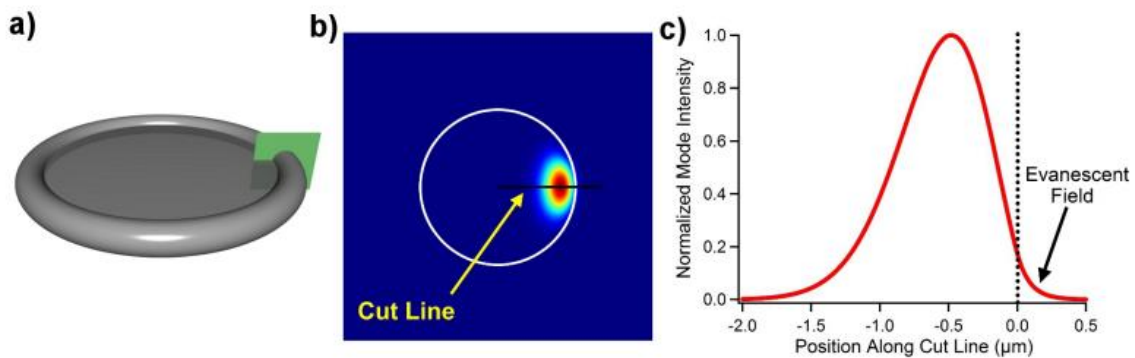 a)
b)
Cut Line
c)
Normalized Mode Intensity
1.0
0.8
0.6
0.4
0.2
0.0
Evanescent
Field
-2.0 -1.5 -1.0 -0.5 0.0 0.5
Position Along Cut Line (µm)